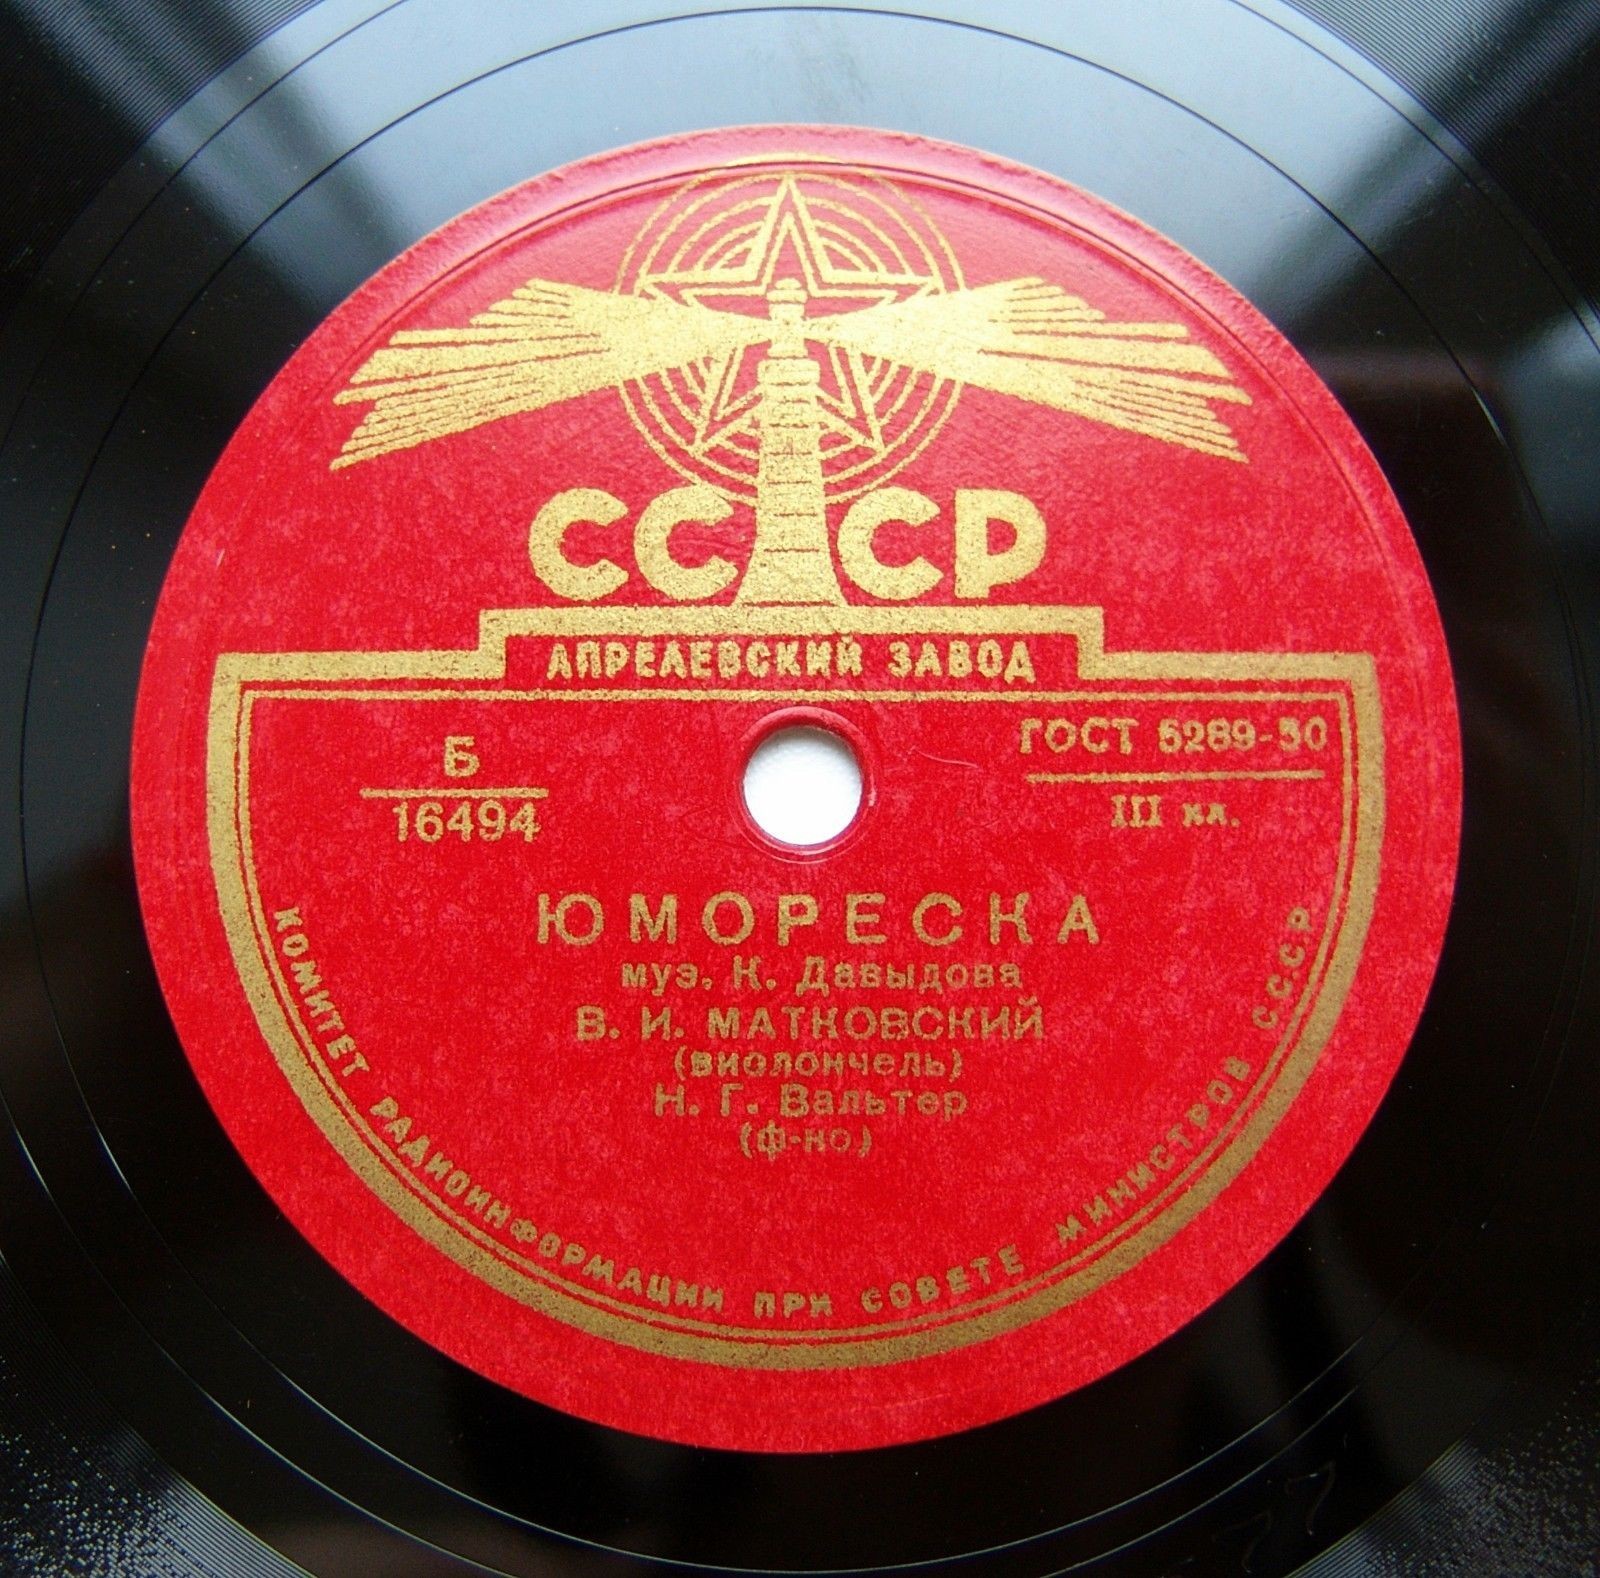 СССР
АПРЕЛЕВСКИЙ ЗАВОД
Б
16494
ГОСТ 5289-50
III кл.
ЮМОРЕСКА
муз. К. Давыдова
В. И. МАТКОВСКИЙ
(виолончель)
Н. Г. Вальтер
(ф-но)
КОМИТЕТ РАДИОИНФОРМАЦИИ ПРИ СОВЕТЕ МИНИСТРОВ С.С.С.Р